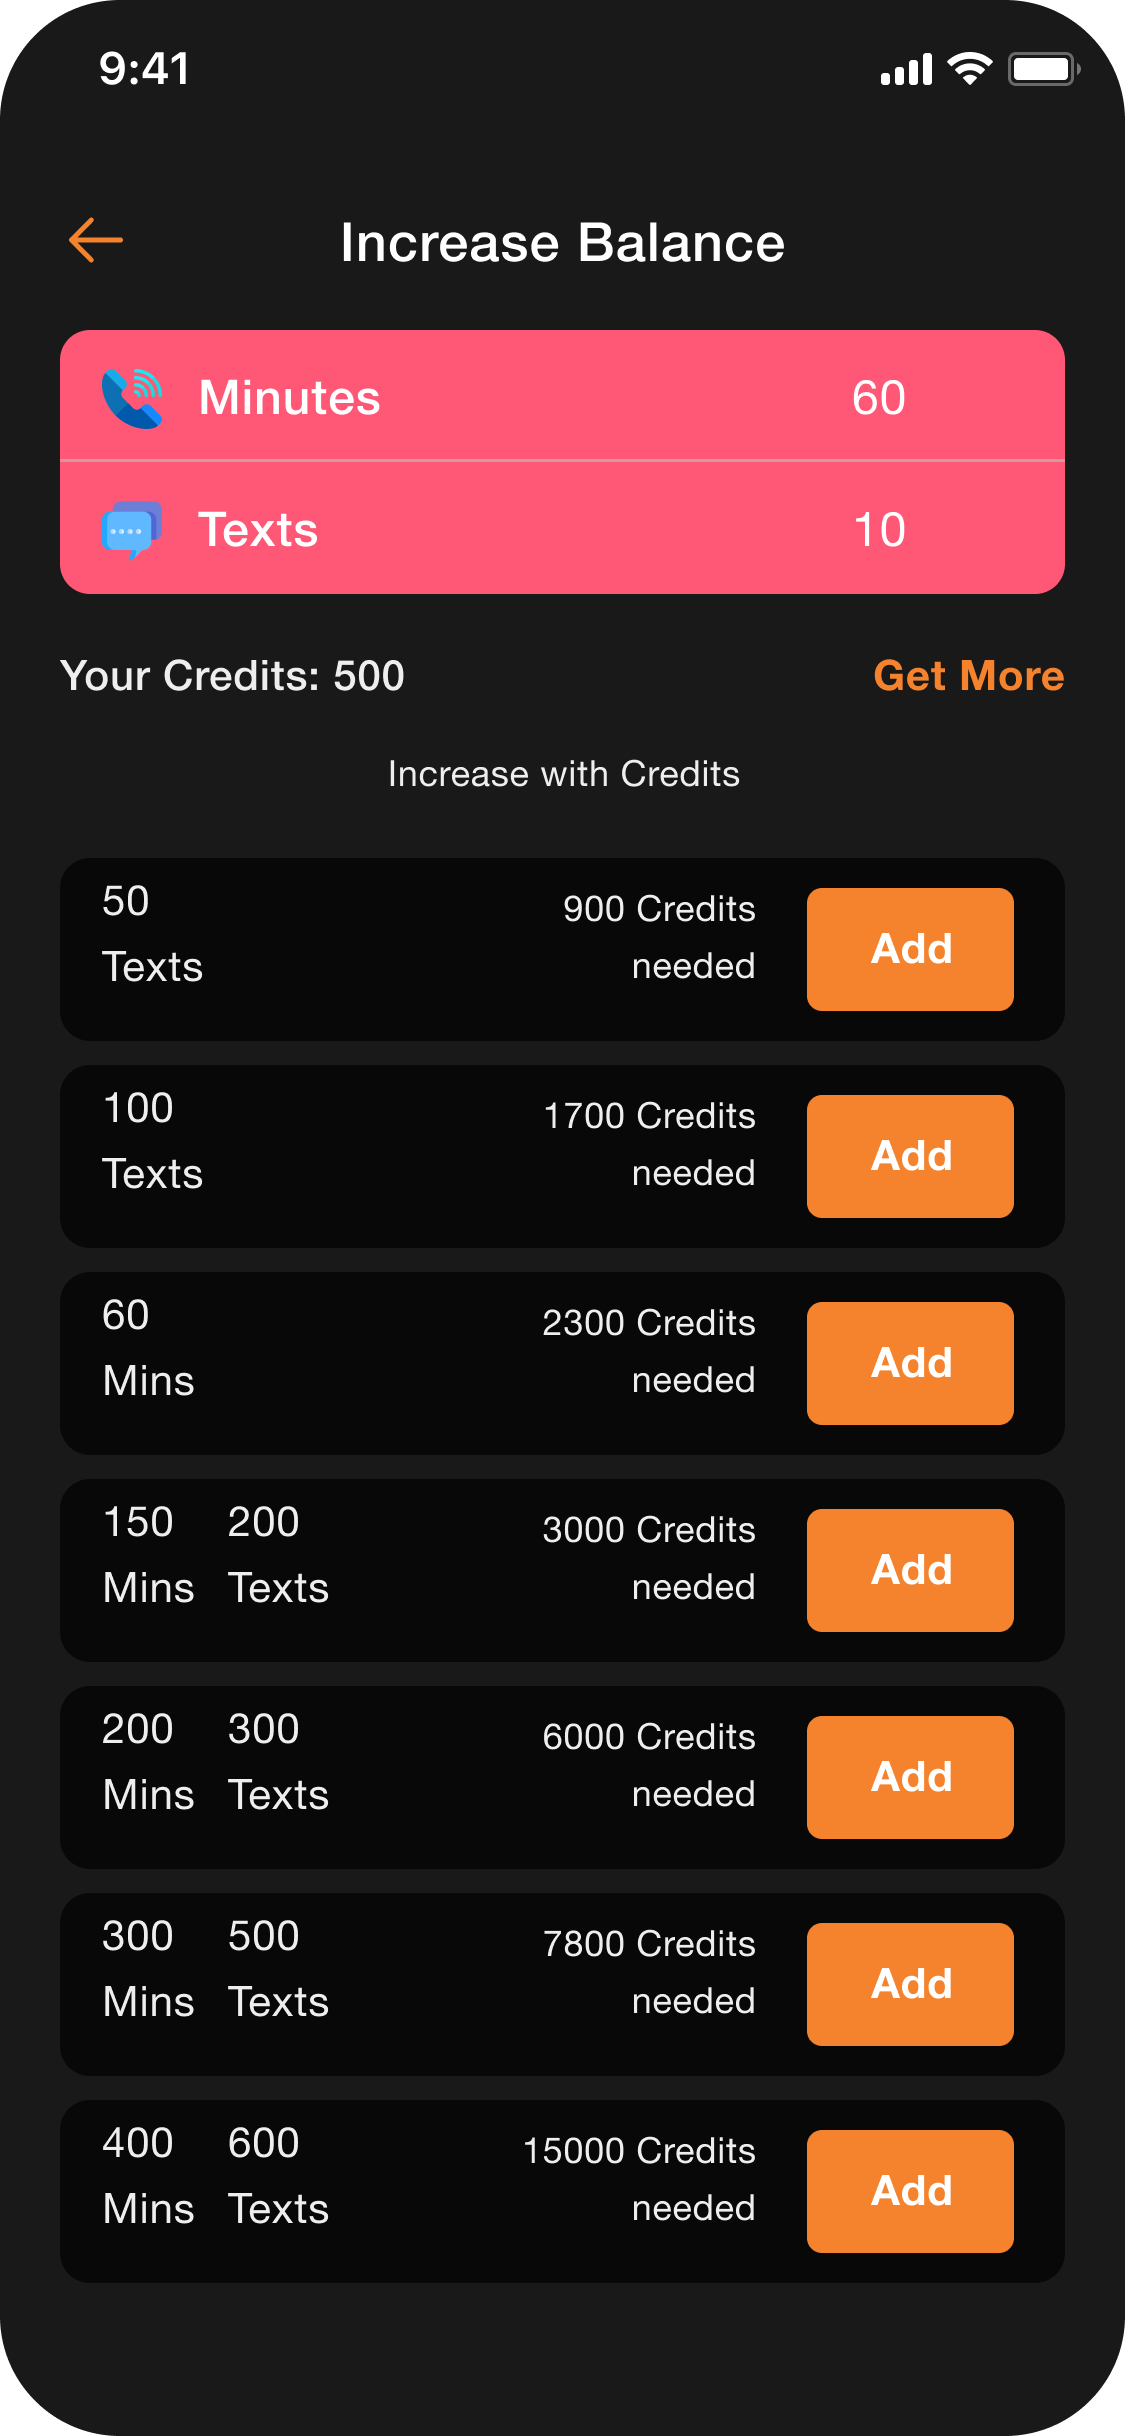 9:41
Increase Balance
Minutes 60
Texts 10
Your Credits: 500 Get More
Increase with Credits
50
Texts
900 Credits
needed
Add
100
Texts
1700 Credits
needed
Add
60
Mins
2300 Credits
needed
Add
150 200
Mins Texts
3000 Credits
needed
Add
200 300
Mins Texts
6000 Credits
needed
Add
300 500
Mins Texts
7800 Credits
needed
Add
400 600
Mins Texts
15000 Credits
needed
Add